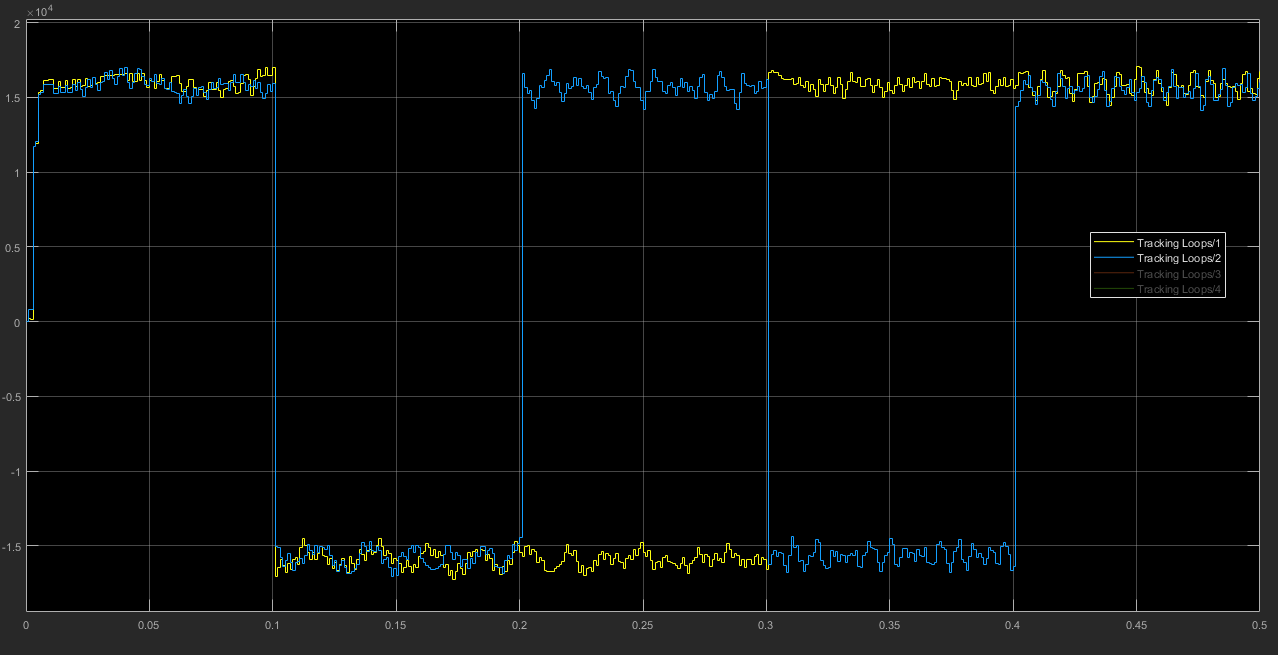 ×10⁴
2
1.5
1
0.5
0
-0.5
-1
-1.5
0 0.05 0.1 0.15 0.2 0.25 0.3 0.35 0.4 0.45 0.5
Tracking Loops/1
Tracking Loops/2
Tracking Loops/3
Tracking Loops/4